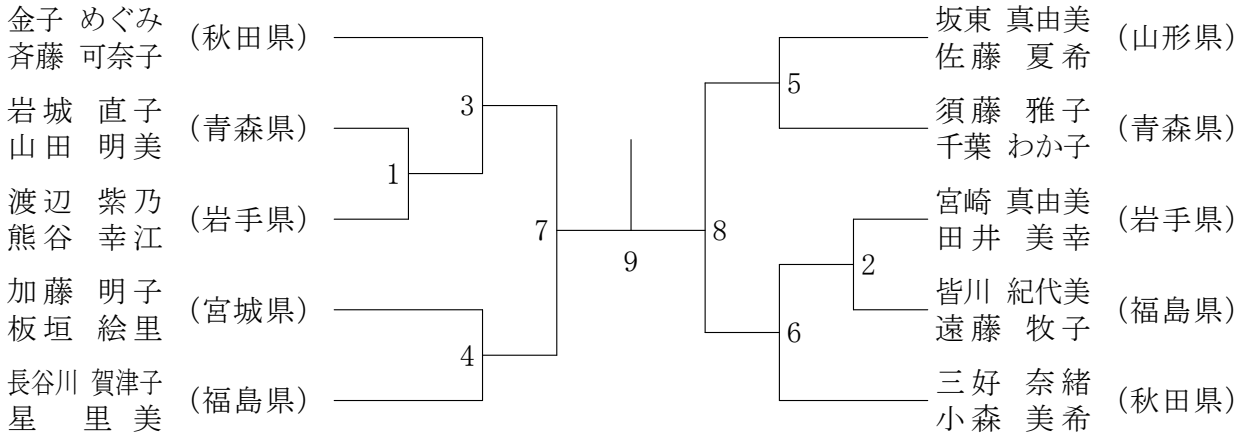 金子 めぐみ
斉藤 可奈子
(秋田県)
岩城 直子
山田 明美
(青森県)
渡辺 紫乃
熊谷 幸江
(岩手県)
加藤 明子
板垣 絵里
(宮城県)
長谷川 賀津子
星 里美
(福島県)
3
1
7
4
9
8
5
2
6
坂東 真由美
佐藤 夏希
(山形県)
須藤 雅子
千葉 わか子
(青森県)
宮崎 真由美
田井 美幸
(岩手県)
皆川 紀代美
遠藤 牧子
(福島県)
三好 奈緒
小森 美希
(秋田県)